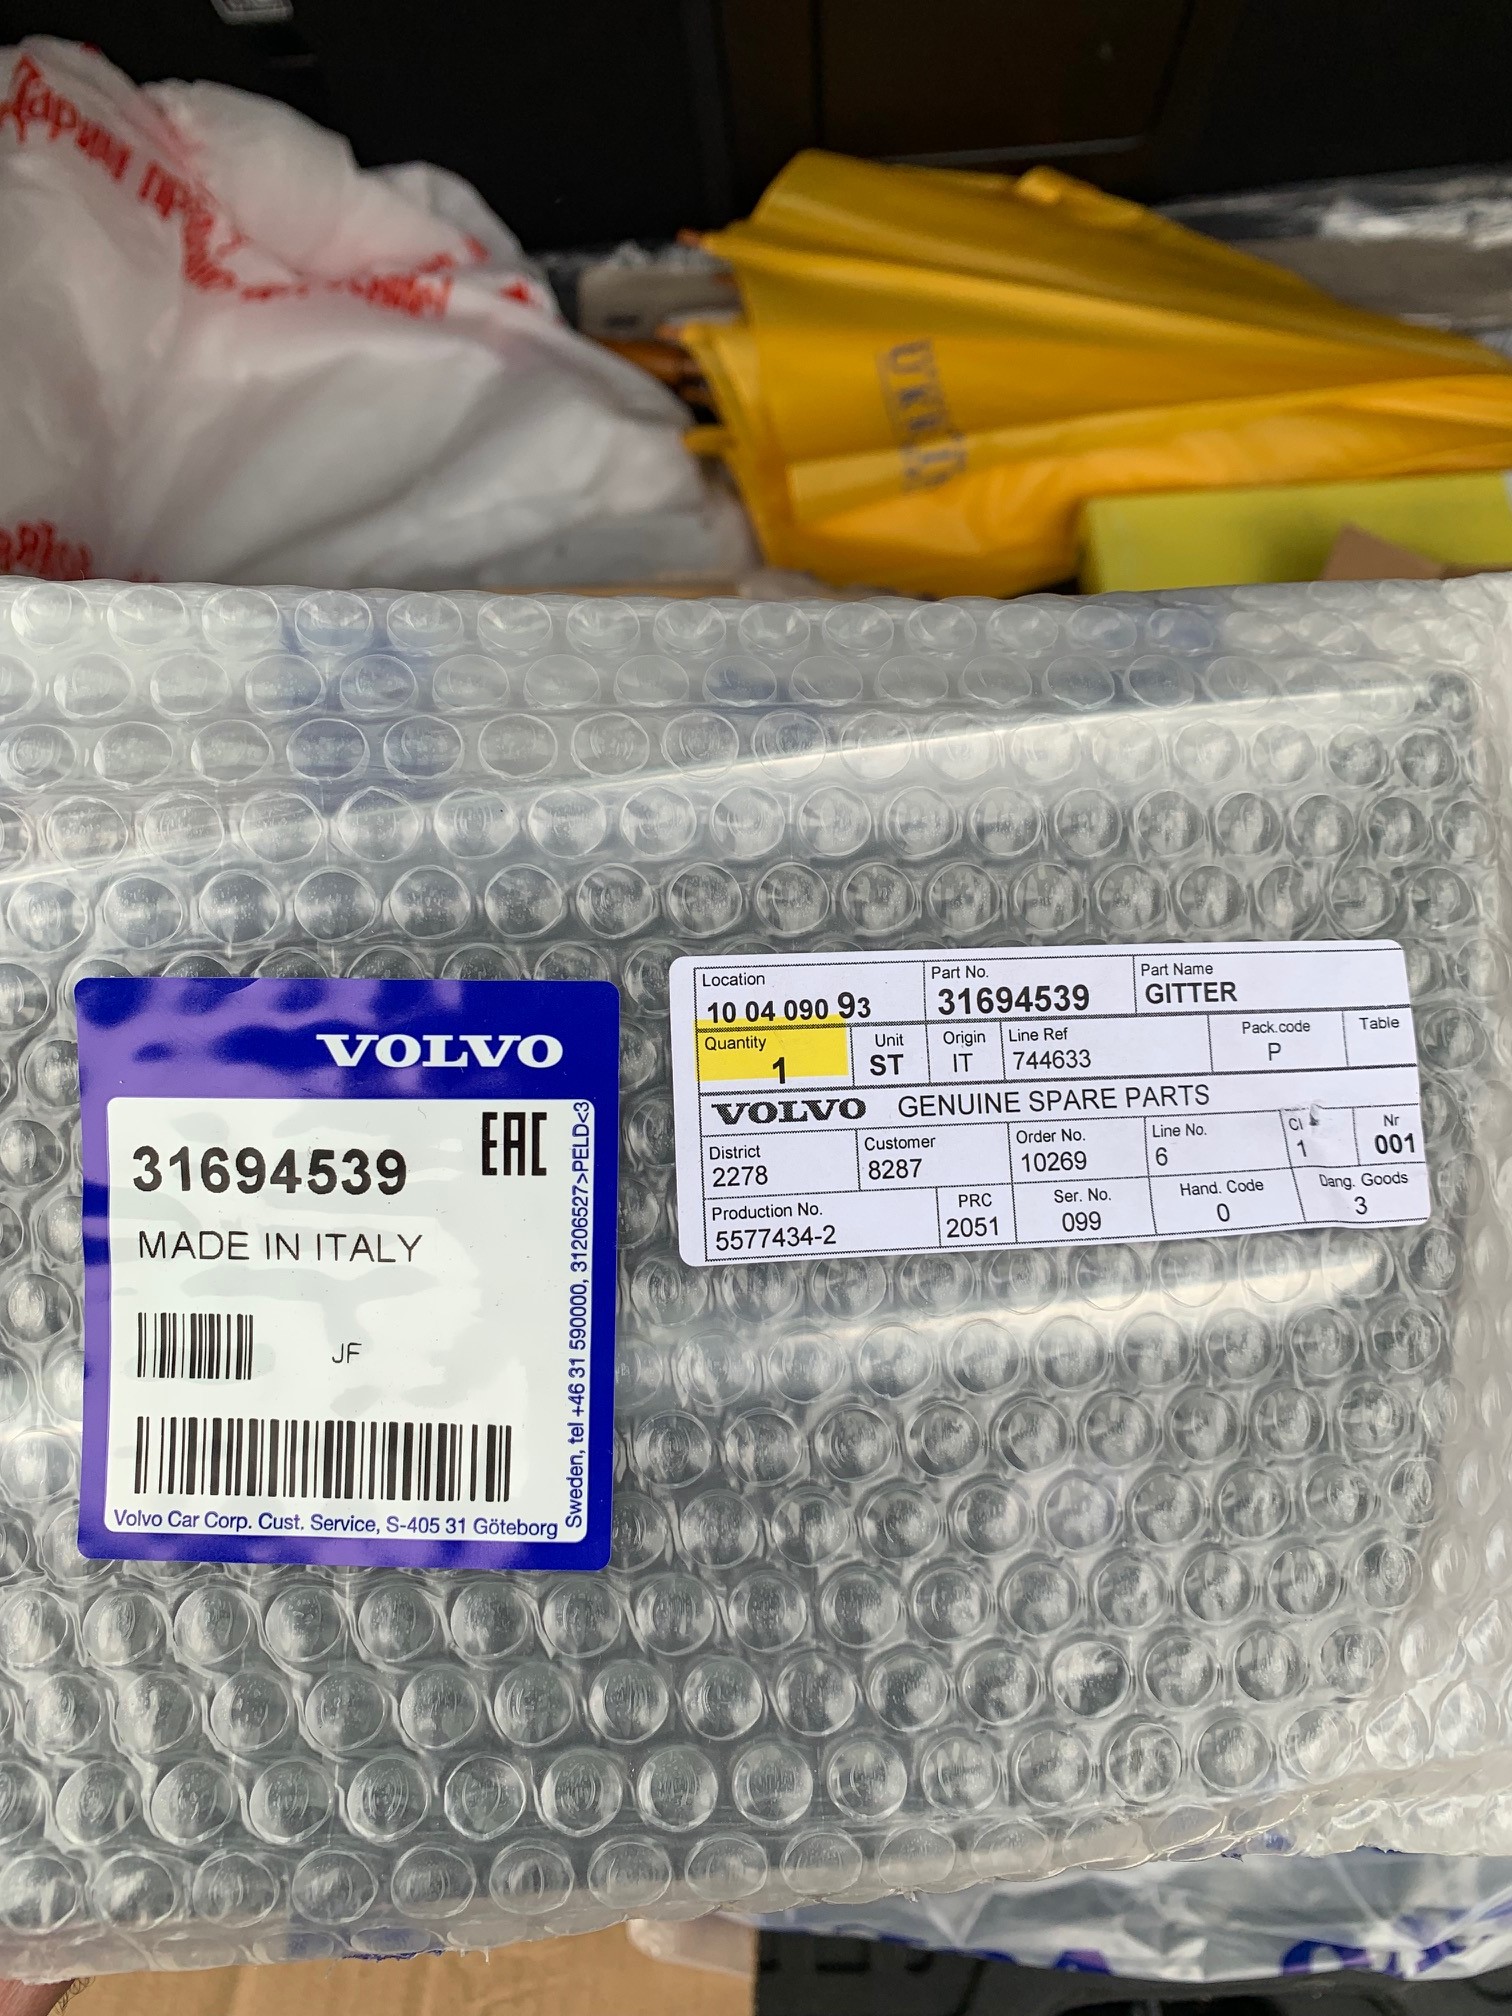 Дарим
VOLVO
31694539
EAC
MADE IN ITALY
JF
Volvo Car Corp. Cust. Service, S-405 31 Göteborg
Sweden, tel +46 31 590000, 31206527>PELD<3
Location
10 04 090 93
Part No.
31694539
Part Name
GITTER
Quantity
1
Unit
ST
Origin
IT
Line Ref
744633
Pack.code
P
Table
VOLVO GENUINE SPARE PARTS
District
2278
Customer
8287
Order No.
10269
Line No.
6
CI
1
Nr
001
Production No.
5577434-2
PRC
2051
Ser. No.
099
Hand. Code
0
Dang. Goods
3